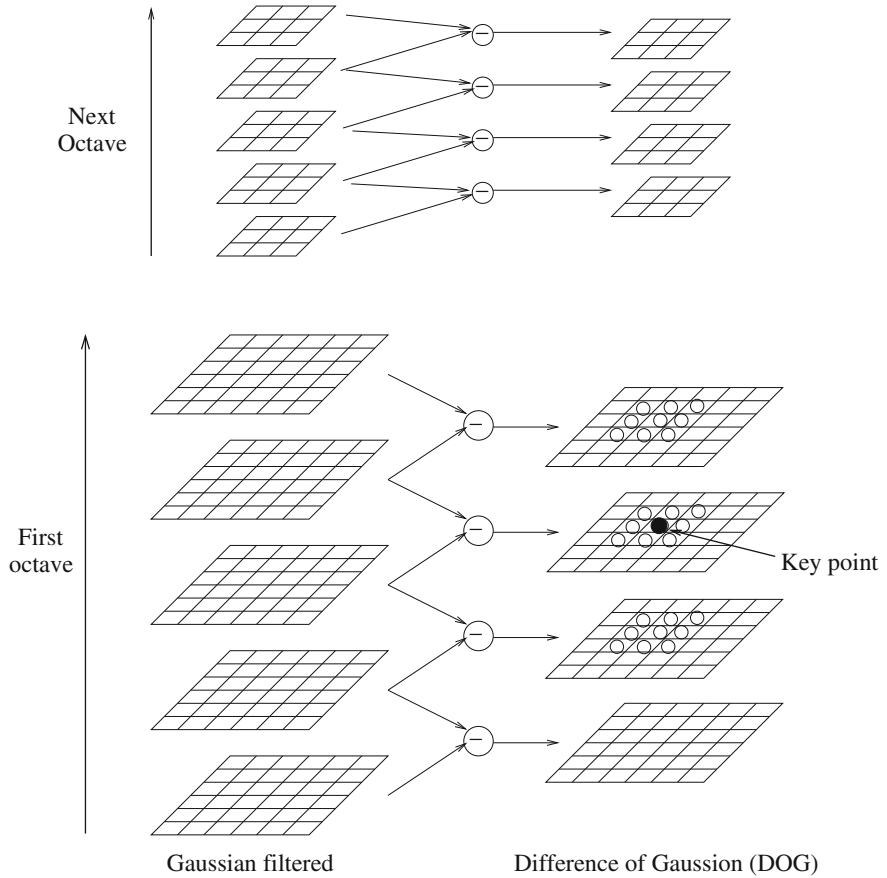 Next
Octave
First
octave
Key point
Gaussian filtered
Difference of Gaussion (DOG)